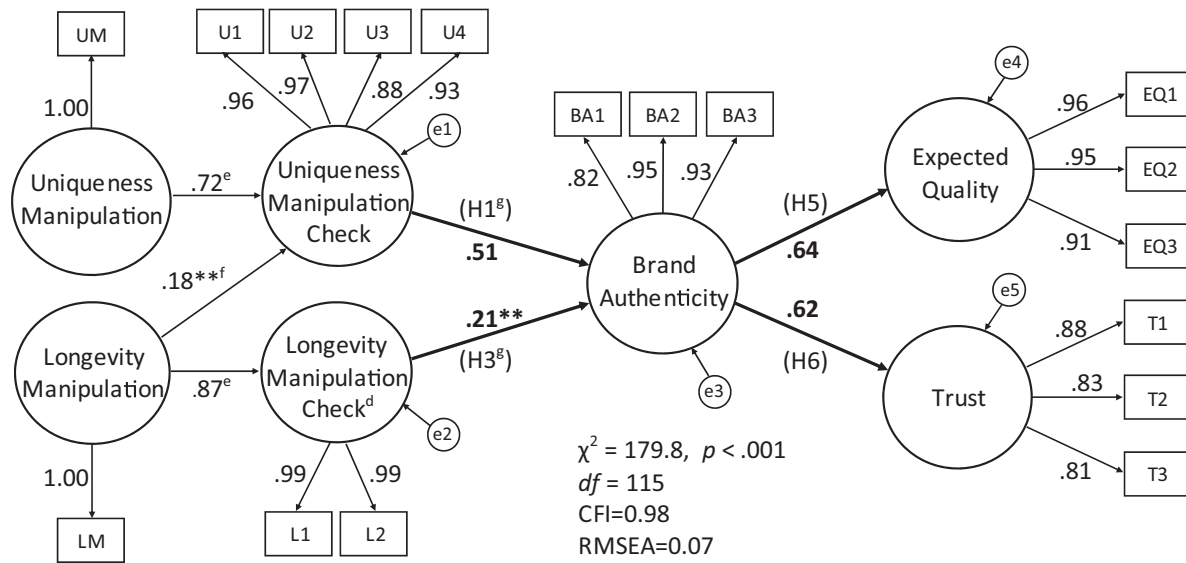 UM
U1
U2
U3
U4
1.00
.96
.97
.88
.93
e1
Uniqueness
Manipulation
.72ᵉ
Uniqueness
Manipulation
Check
.18**ᶠ
Longevity
Manipulation
.87ᵉ
Longevity
Manipulation
Checkᵈ
e2
1.00
LM
.99
.99
L1
L2
(H1ᵍ)
.51
.21**
(H3ᵍ)
BA1
BA2
BA3
.82
.95
.93
Brand
Authenticity
e3
(H5)
.64
.62
(H6)
e4
Expected
Quality
.96
.95
.91
EQ1
EQ2
EQ3
e5
Trust
.88
.83
.81
T1
T2
T3
χ² = 179.8, p < .001
df = 115
CFI=0.98
RMSEA=0.07